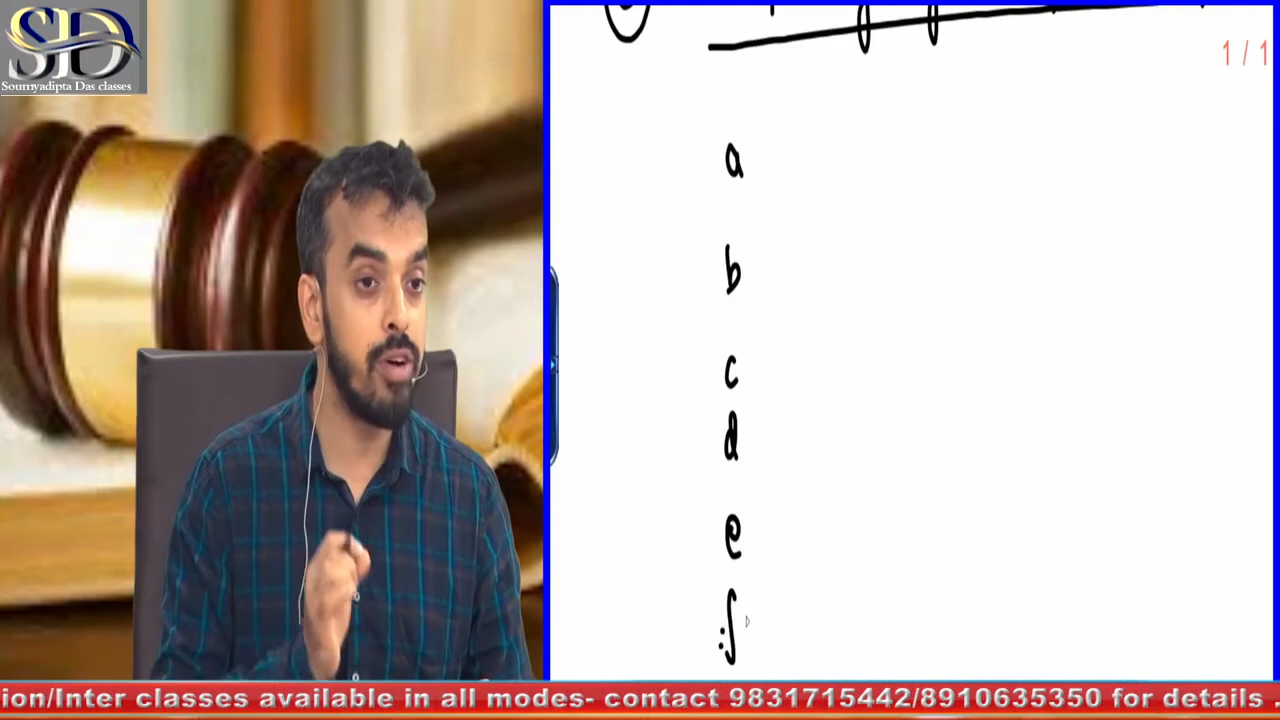 SD
Soumyadipta Das classes
1 / 1
a
b
c
d
e
ion/Inter classes available in all modes- contact 9831715442/8910635350 for details .